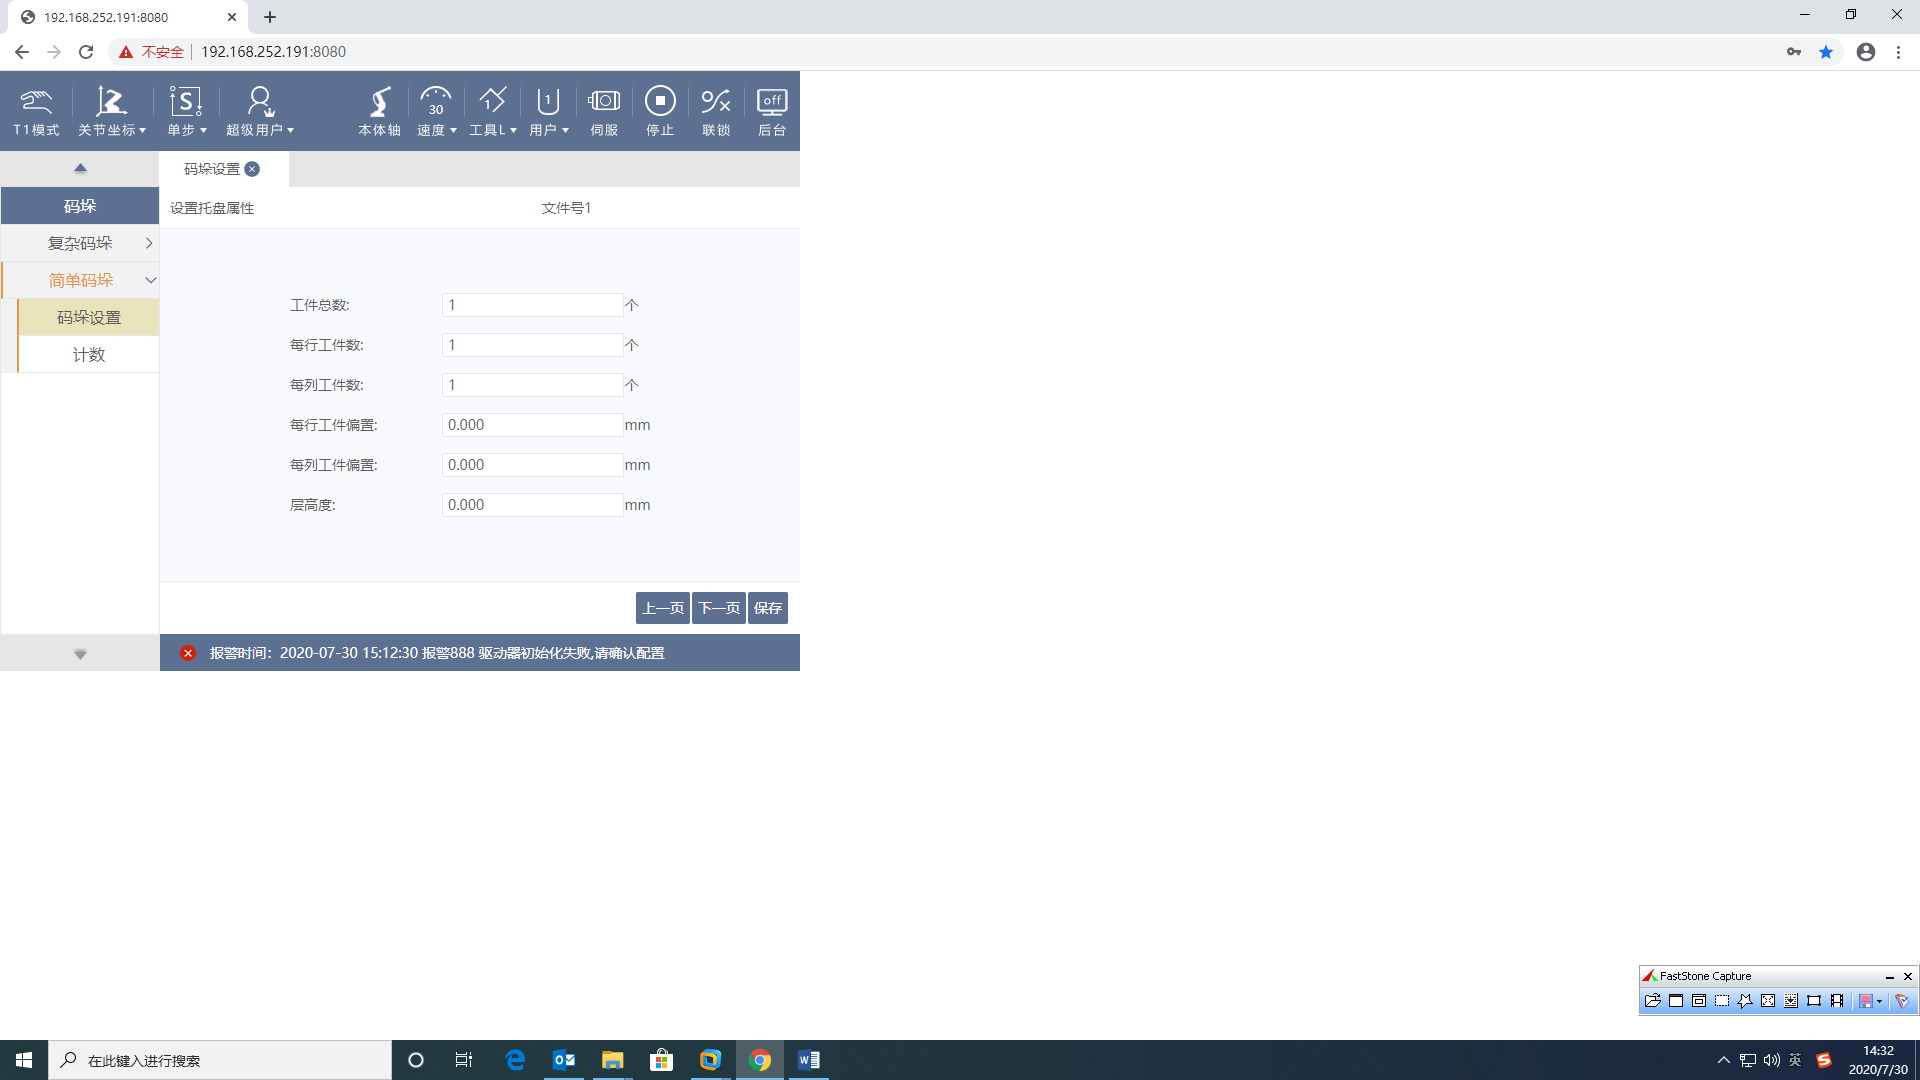 192.168.252.191:8080
不安全
192.168.252.191:8080
T1模式
关节坐标
S
单步
超级用户
本体轴
30
速度
1
工具L
1
用户
伺服
停止
联锁
off
后台
码垛
复杂码垛
简单码垛
码垛设置
计数
码垛设置
设置托盘属性 文件号1
工件总数: 1 个
每行工件数: 1 个
每列工件数: 1 个
每行工件偏置: 0.000 mm
每列工件偏置: 0.000 mm
层高度: 0.000 mm
上一页 下一页 保存
报警时间：2020-07-30 15:12:30 报警888 驱动器初始化失败,请确认配置
FastStone Capture
在此键入进行搜索
英
14:32
2020/7/30